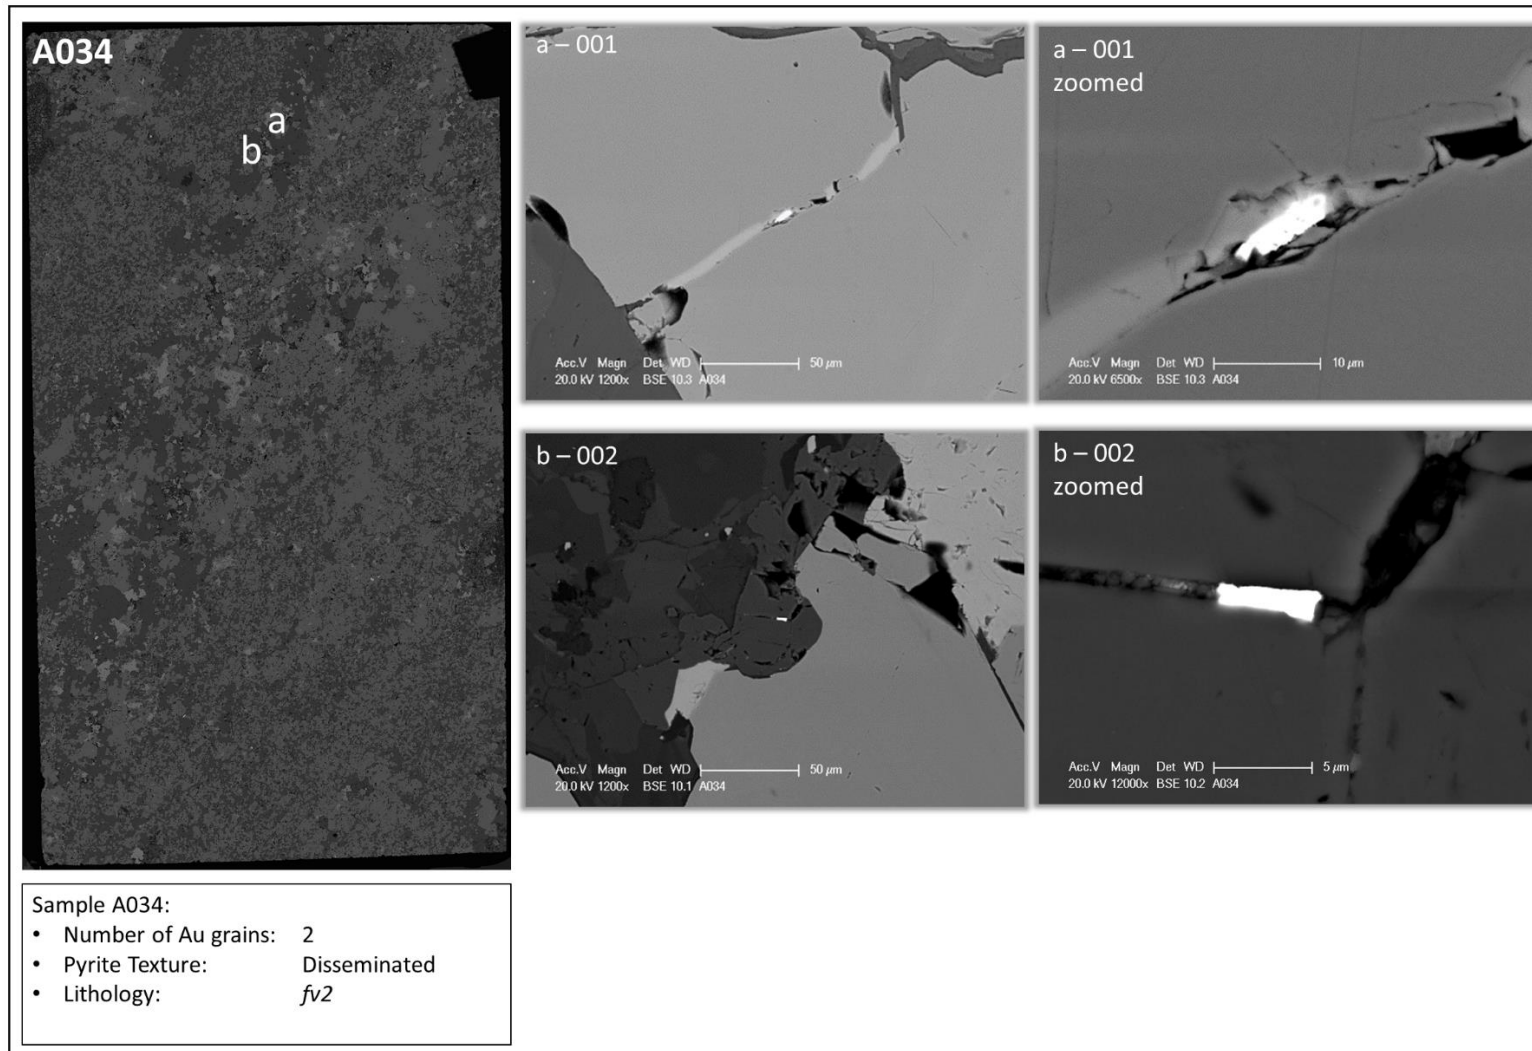 A034
a
b
a – 001
Acc.V Magn Det WD 50 µm
20.0 kV 1200x BSE 10.3 A034
a – 001
zoomed
Acc.V Magn Det WD 10 µm
20.0 kV 6500x BSE 10.3 A034
b – 002
Acc.V Magn Det WD 50 µm
20.0 kV 1200x BSE 10.1 A034
b – 002
zoomed
Acc.V Magn Det WD 5 µm
20.0 kV 12000x BSE 10.2 A034
Sample A034:
• Number of Au grains: 2
• Pyrite Texture: Disseminated
• Lithology: fv2